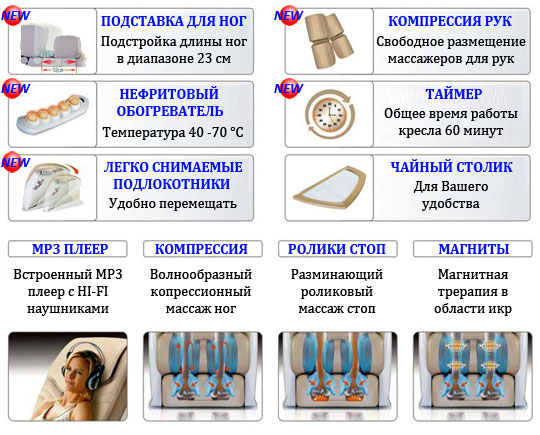 NEW
ПОДСТАВКА ДЛЯ НОГ
Подстройка длины ног
в диапазоне 23 см
12cm
NEW
КОМПРЕССИЯ РУК
Свободное размещение
массажеров для рук
NEW
НЕФРИТОВЫЙ
ОБОГРЕВАТЕЛЬ
Температура 40 -70 °C
NEW
ТАЙМЕР
Общее время работы
кресла 60 минут
NEW
ЛЕГКО СНИМАЕМЫЕ
ПОДЛОКОТНИКИ
Удобно перемещать
ЧАЙНЫЙ СТОЛИК
Для Вашего
удобства
MP3 ПЛЕЕР
Встроенный MP3
плеер с HI-FI
наушниками
КОМПРЕССИЯ
Волнообразный
копрессионный
массаж ног
РОЛИКИ СТОП
Разминающий
роликовый
массаж стоп
МАГНИТЫ
Магнитная
трерапия в
области икр